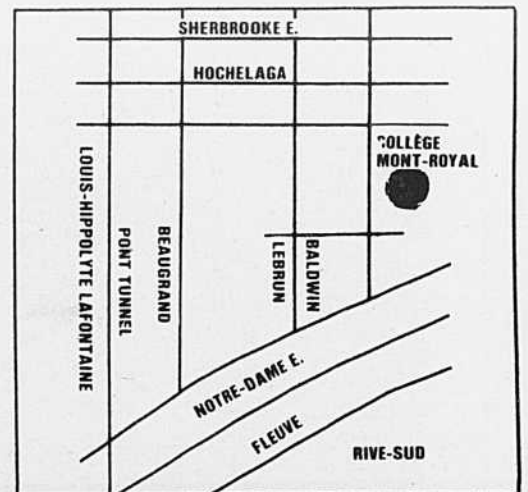 SHERBROOKE E.
HOCHELAGA
COLLÈGE
MONT-ROYAL
LOUIS-HIPPOLYTE LAFONTAINE
PONT TUNNEL
BEAUGRAND
LEBRUN
BALDWIN
NOTRE-DAME E.
FLEUVE
RIVE-SUD